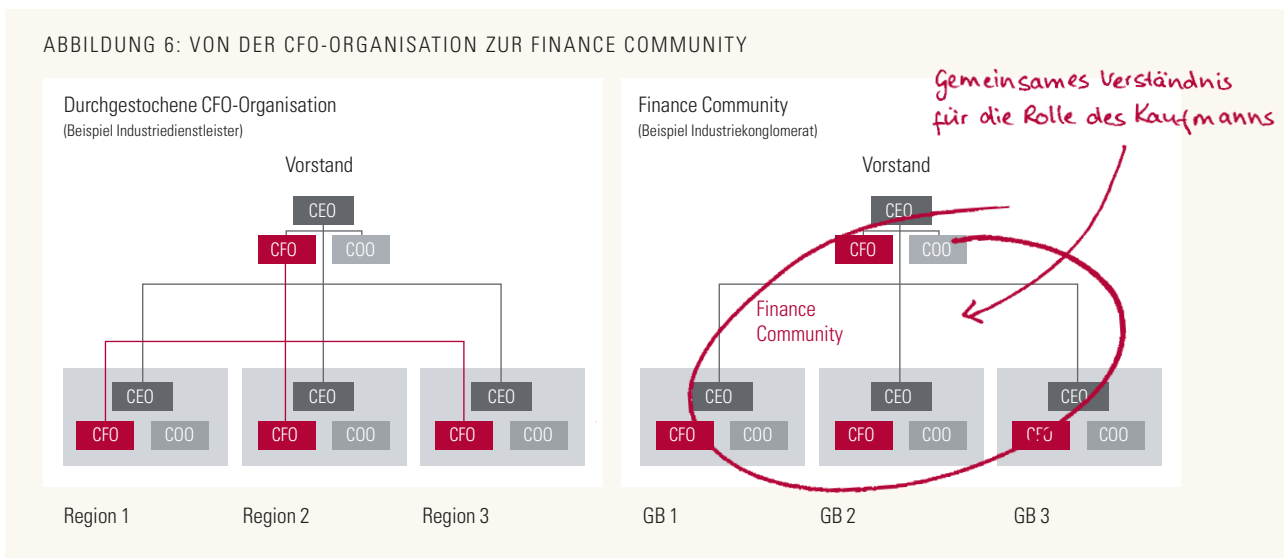 ABBILDUNG 6: VON DER CFO-ORGANISATION ZUR FINANCE COMMUNITY
Durchgestochene CFO-Organisation
(Beispiel Industriedienstleister)
Vorstand
CEO
CFO COO
CEO CEO CEO
CFO COO CFO COO CFO COO
Region 1 Region 2 Region 3
Finance Community
(Beispiel Industriekonglomerat)
Gemeinsames Verständnis
für die Rolle des Kaufmanns
Vorstand
CEO
CFO COO
Finance
Community
CEO CEO CEO
CFO COO CFO COO CFO COO
GB 1 GB 2 GB 3